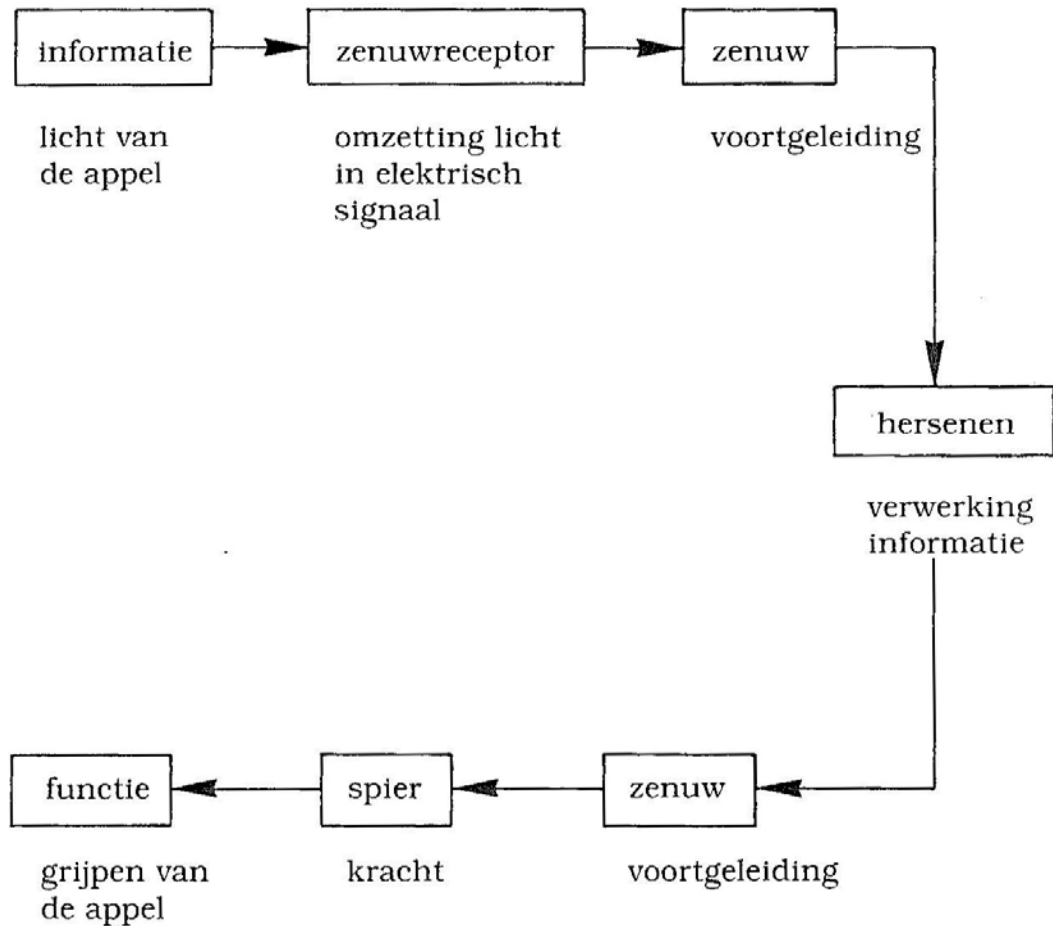 informatie
zenuwreceptor
zenuw
licht van
de appel
omzetting licht
in elektrisch
signaal
voortgeleiding
hersenen
verwerking
informatie
functie
spier
zenuw
grijpen van
de appel
kracht
voortgeleiding